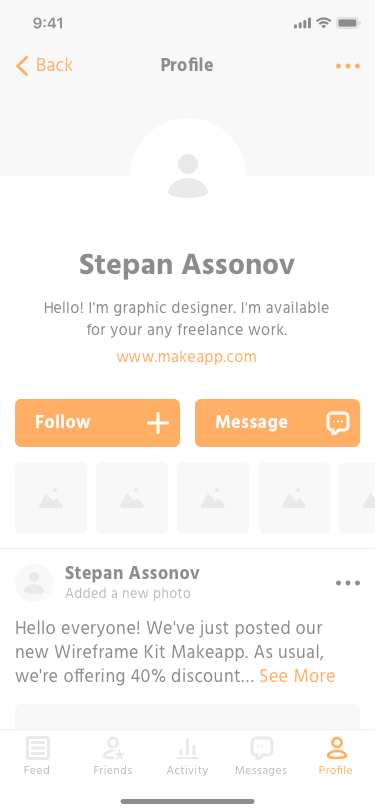 9:41
Back
Profile
Stepan Assonov
Hello! I'm graphic designer. I'm available
for your any freelance work.
www.makeapp.com
Follow
Message
Stepan Assonov
Added a new photo
Hello everyone! We've just posted our
new Wireframe Kit Makeapp. As usual,
we're offering 40% discount... See More
Feed
Friends
Activity
Messages
Profile